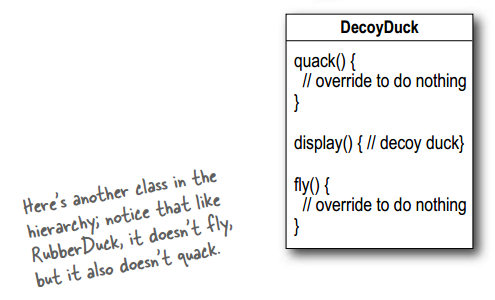 DecoyDuck
quack() {
// override to do nothing
}
display() { // decoy duck}
fly() {
// override to do nothing
}
Here's another class in the
hierarchy; notice that like
RubberDuck, it doesn't fly,
but it also doesn't quack.